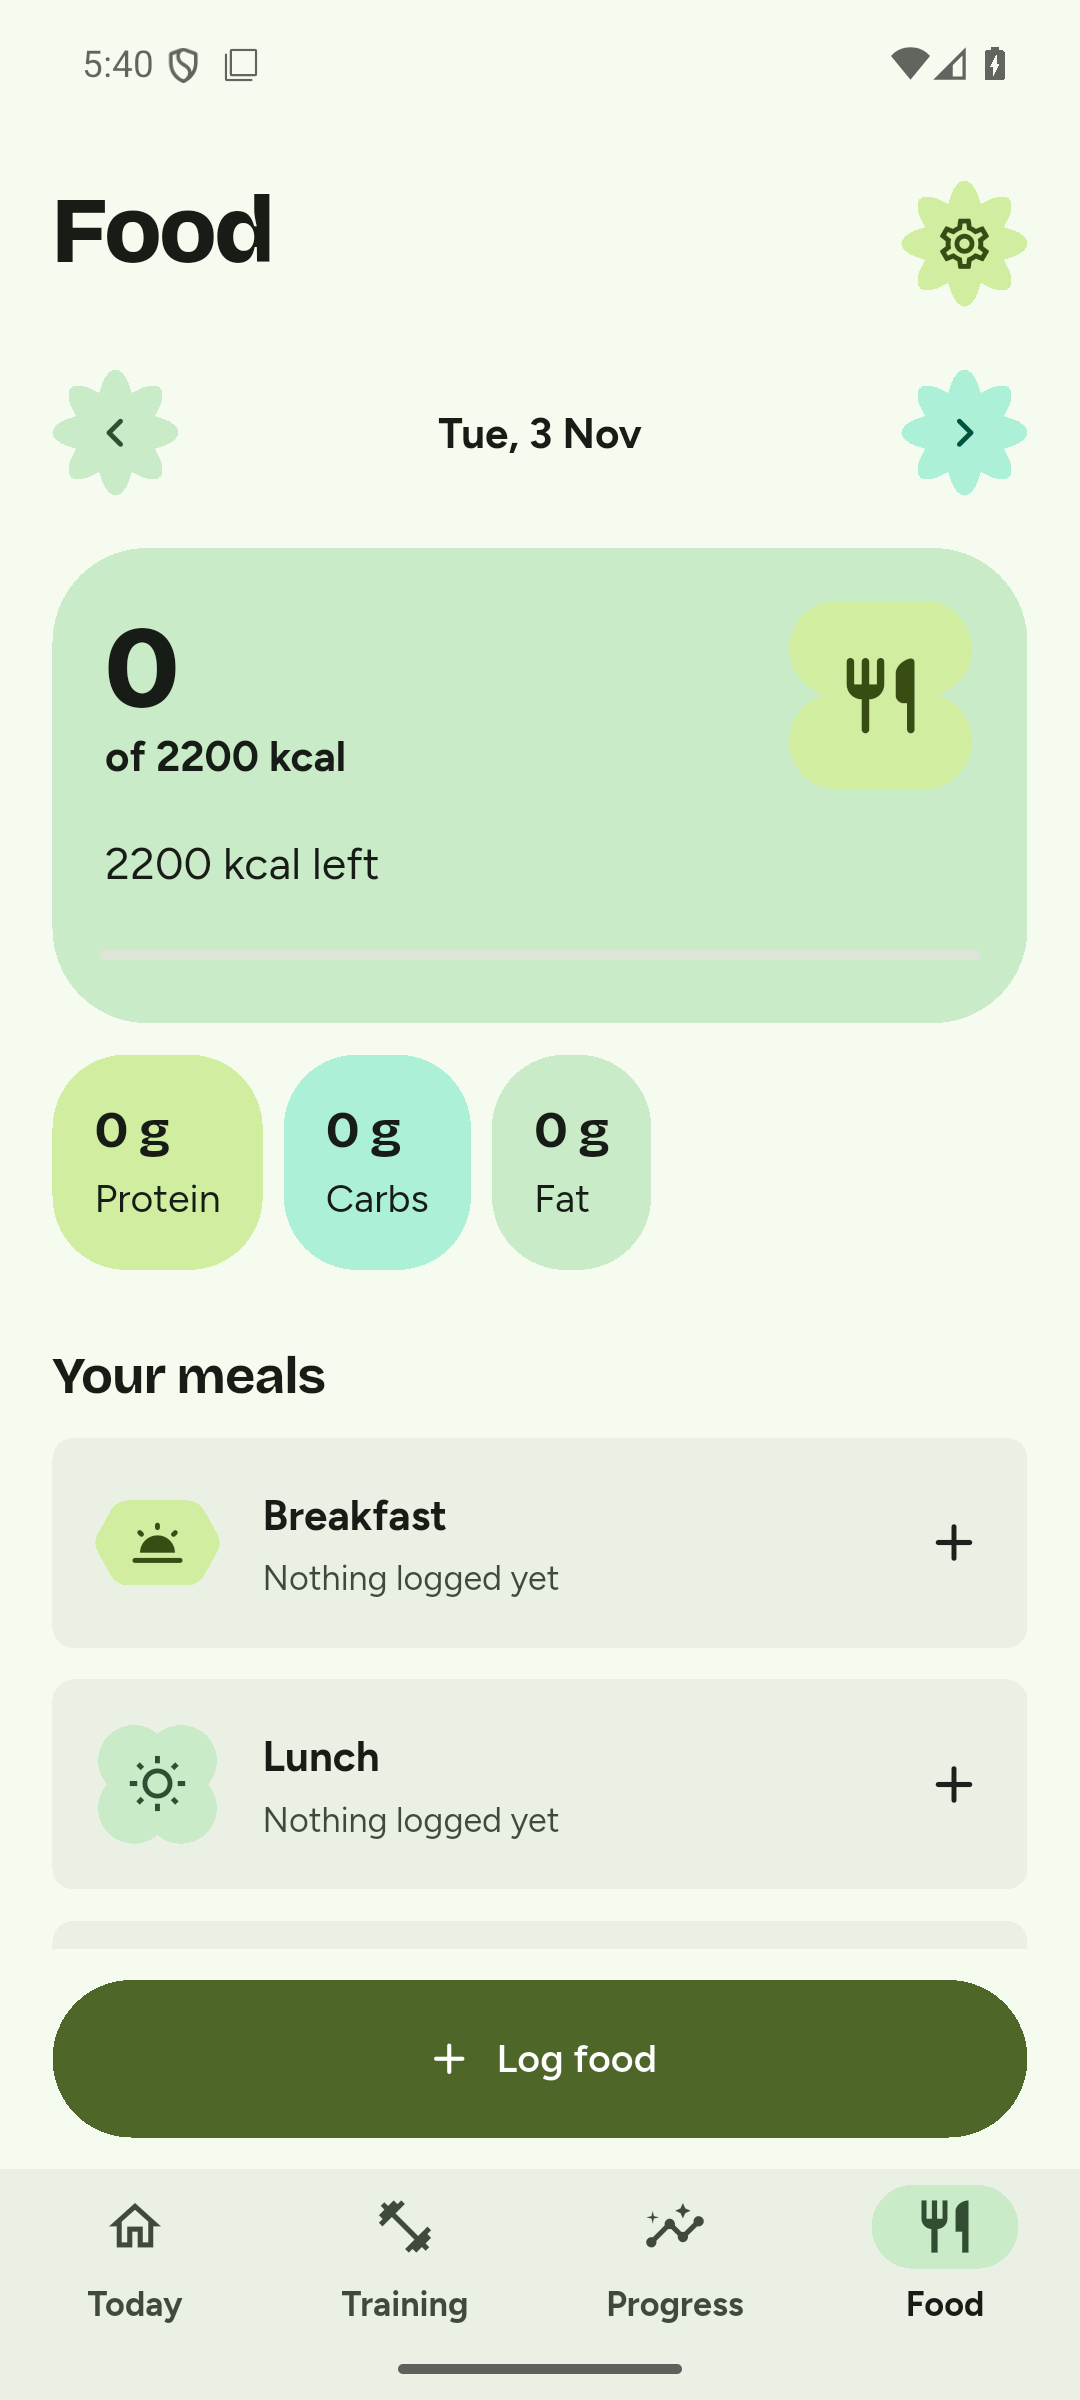 5:40
Food
Tue, 3 Nov
0
of 2200 kcal
2200 kcal left
0 g
Protein
0 g
Carbs
0 g
Fat
Your meals
Breakfast
Nothing logged yet
Lunch
Nothing logged yet
Log food
Today
Training
Progress
Food